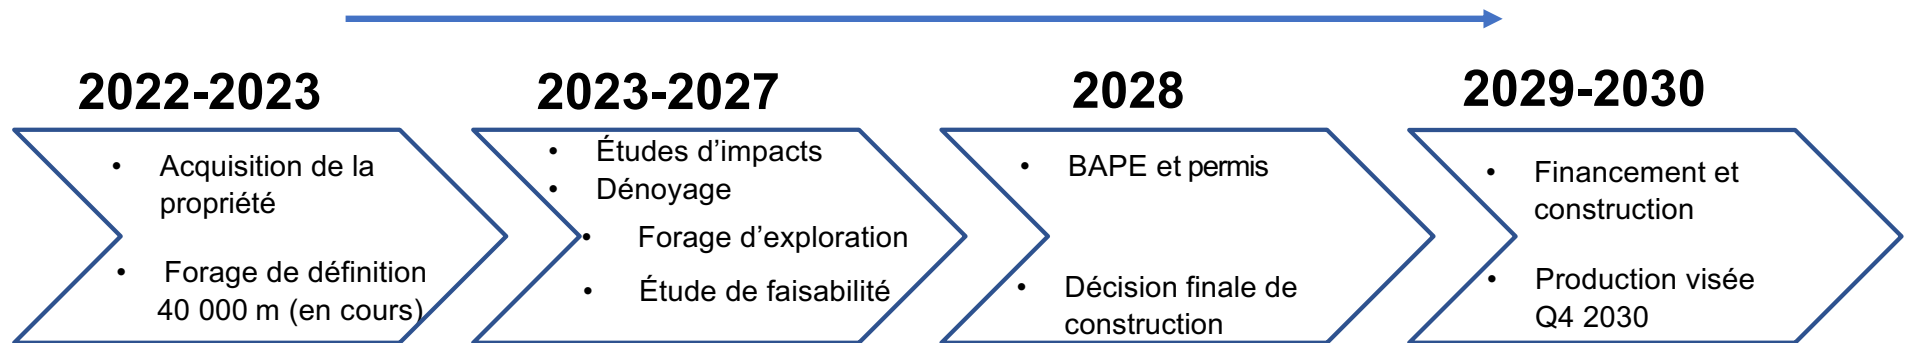 2022-2023
• Acquisition de la
propriété
• Forage de définition
40 000 m (en cours)
2023-2027
• Études d’impacts
• Dénoyage
• Forage d’exploration
• Étude de faisabilité
2028
• BAPE et permis
• Décision finale de
construction
2029-2030
• Financement et
construction
• Production visée
Q4 2030